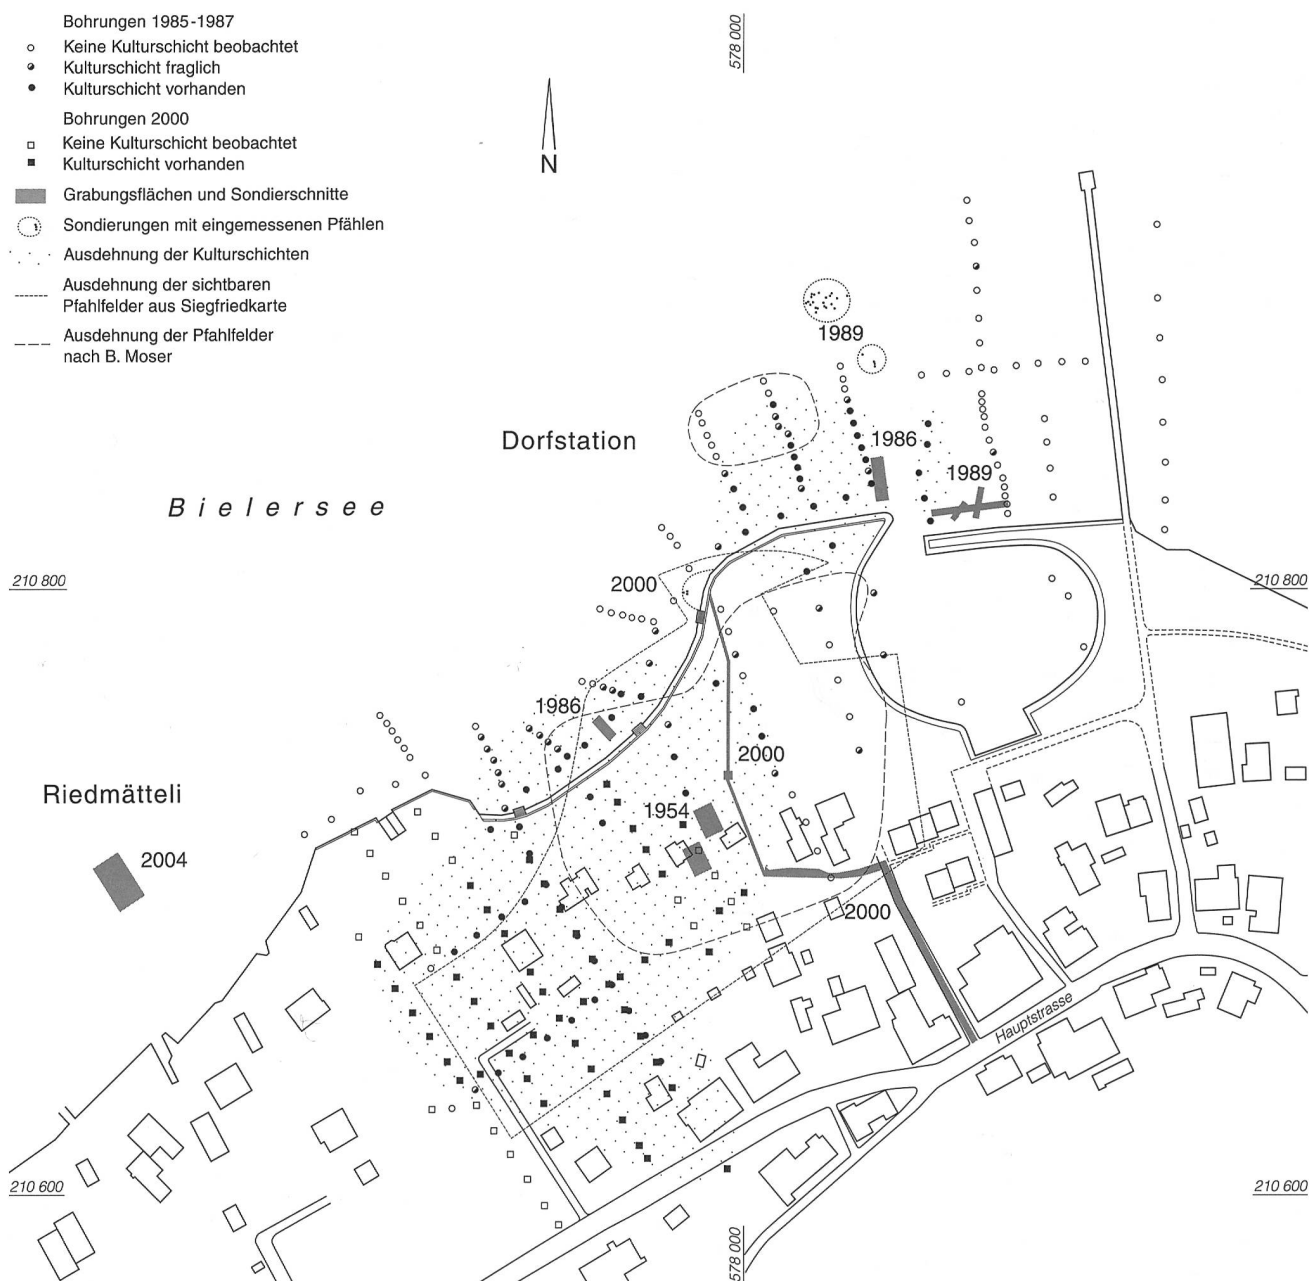 Bohrungen 1985-1987
Keine Kulturschicht beobachtet
Kulturschicht fraglich
Kulturschicht vorhanden
Bohrungen 2000
Keine Kulturschicht beobachtet
Kulturschicht vorhanden
Grabungsflächen und Sondierschnitte
Sondierungen mit eingemessenen Pfählen
Ausdehnung der Kulturschichten
Ausdehnung der sichtbaren
Pfahlfelder aus Siegfriedkarte
Ausdehnung der Pfahlfelder
nach B. Moser
578 000
N
1989
Dorfstation
1986
1989
Bielersee
210 800
2000
210 800
1986
2000
Riedmätteli
1954
2004
2000
Hauptstrasse
210 600
210 600
578 000